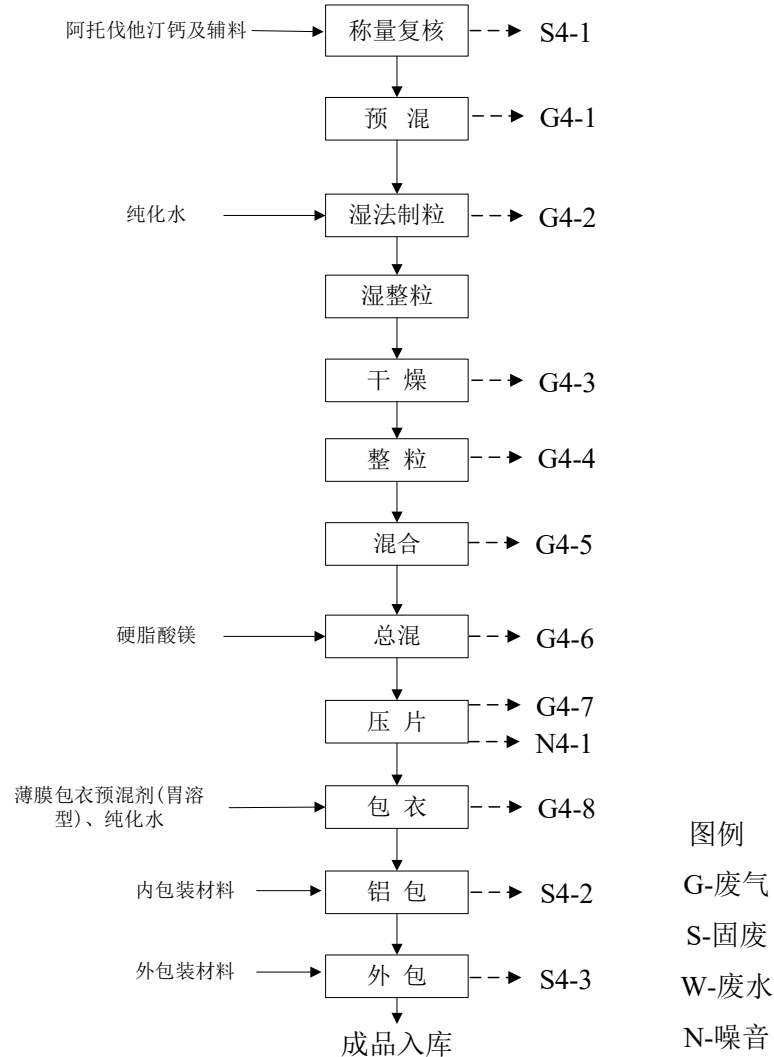 阿托伐他汀钙及辅料
称量复核
S4-1
预 混
G4-1
纯化水
湿法制粒
G4-2
湿整粒
干 燥
G4-3
整 粒
G4-4
混合
G4-5
硬脂酸镁
总混
G4-6
压 片
G4-7
N4-1
薄膜包衣预混剂(胃溶
型)、纯化水
包 衣
G4-8
内包装材料
铝 包
S4-2
外包装材料
外 包
S4-3
成品入库
图例
G-废气
S-固废
W-废水
N-噪音